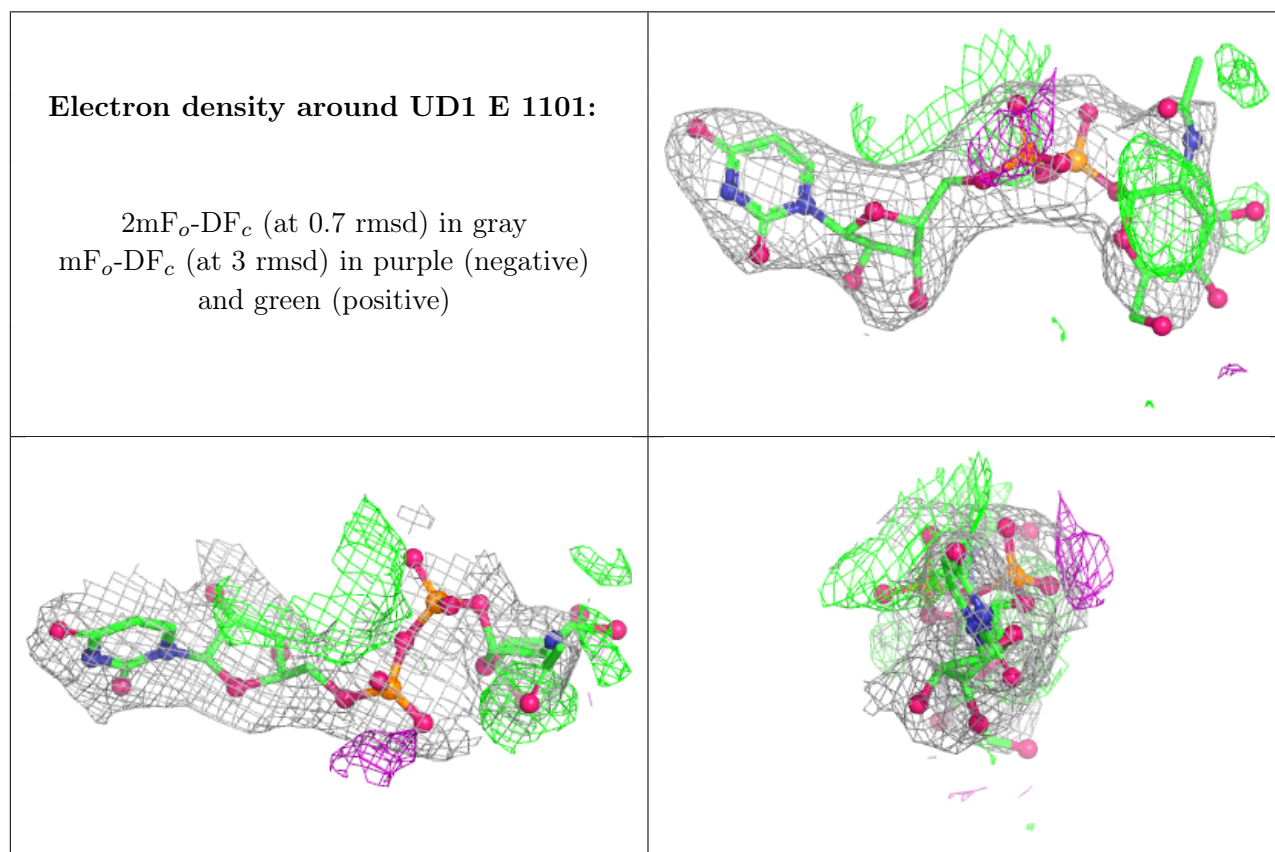 Electron density around UD1 E 1101:
2mFo-DFc (at 0.7 rmsd) in gray
mFo-DFc (at 3 rmsd) in purple (negative)
and green (positive)